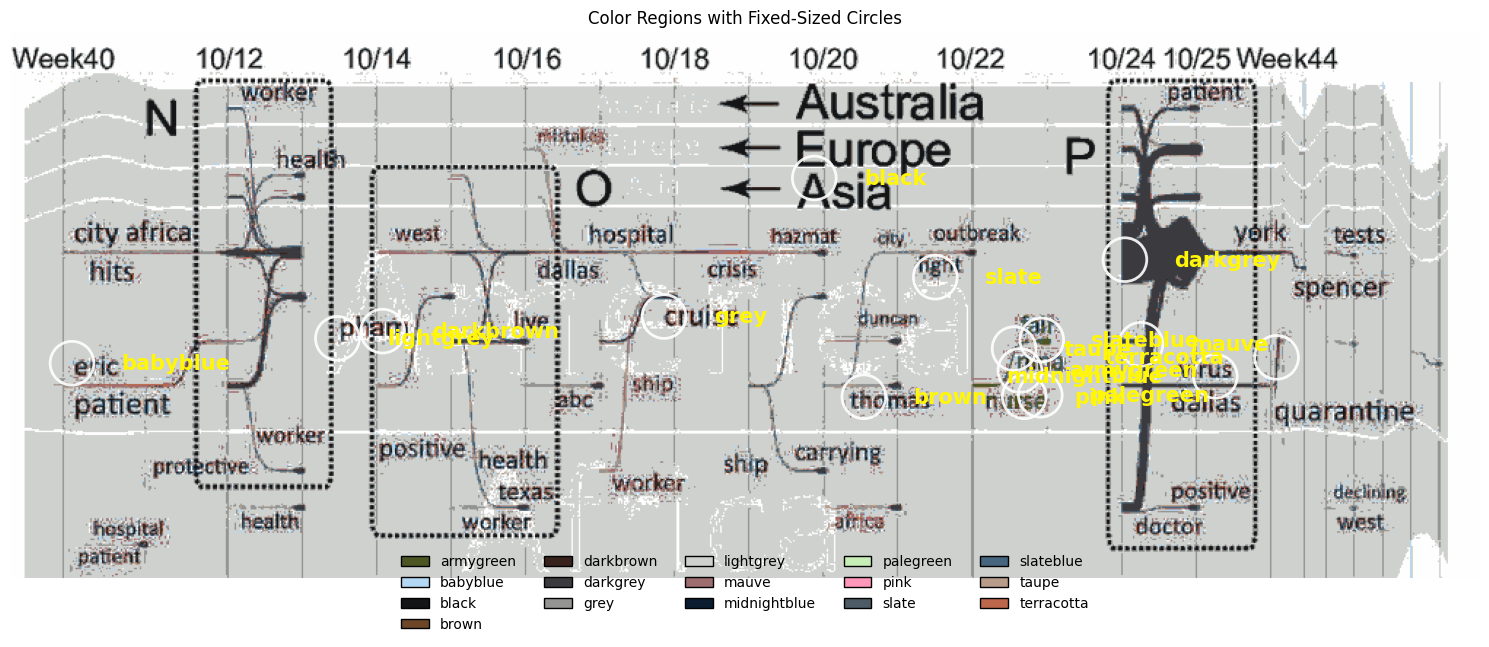 Color Regions with Fixed-Sized Circles
Week40 10/12 10/14 10/16 10/18 10/20 10/22 10/24 10/25 Week44
worker
patient
N
Australia
mistakes
Europe
P
health
black
Asia
O
city africa
west
hospital
hazmat
city
outbreak
york
tests
hits
dallas
crisis
right
slate
darkgrey
spencer
pham
live
cruise
grey
duncan
fair
lightgrey
darkbrown
slateblue
mauve
taupe
terracotta
eric
babyblue
nina
armygreen
virus
midnightblue
patient
abc
ship
thomas
brown
nurse
pink
palegreen
dallas
quarantine
worker
positive
protective
health
ship
carrying
worker
texas
positive
declining
health
worker
africa
doctor
west
hospital
patient
armygreen darkbrown lightgrey palegreen slateblue
babyblue darkgrey mauve pink taupe
black grey midnightblue slate terracotta
brown